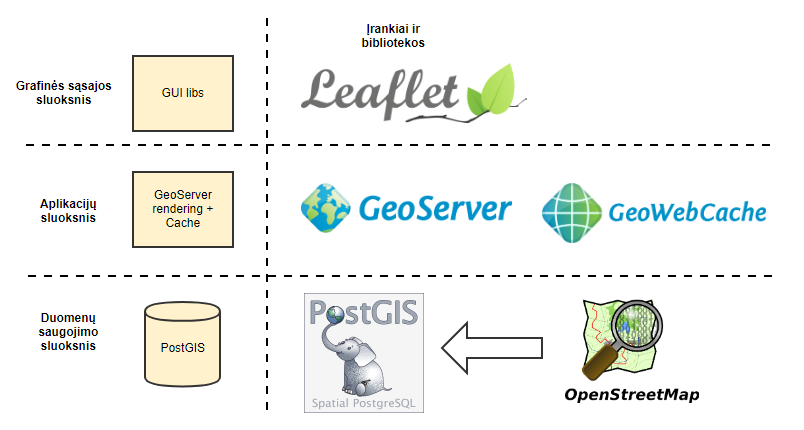 Įrankiai ir
bibliotekos
Grafinės sąsajos
sluoksnis
GUI libs
Leaflet
Aplikacijų
sluoksnis
GeoServer
rendering +
Cache
GeoServer
GeoWebCache
Duomenų
saugojimo
sluoksnis
PostGIS
PostGIS
Spatial PostgreSQL
OpenStreetMap